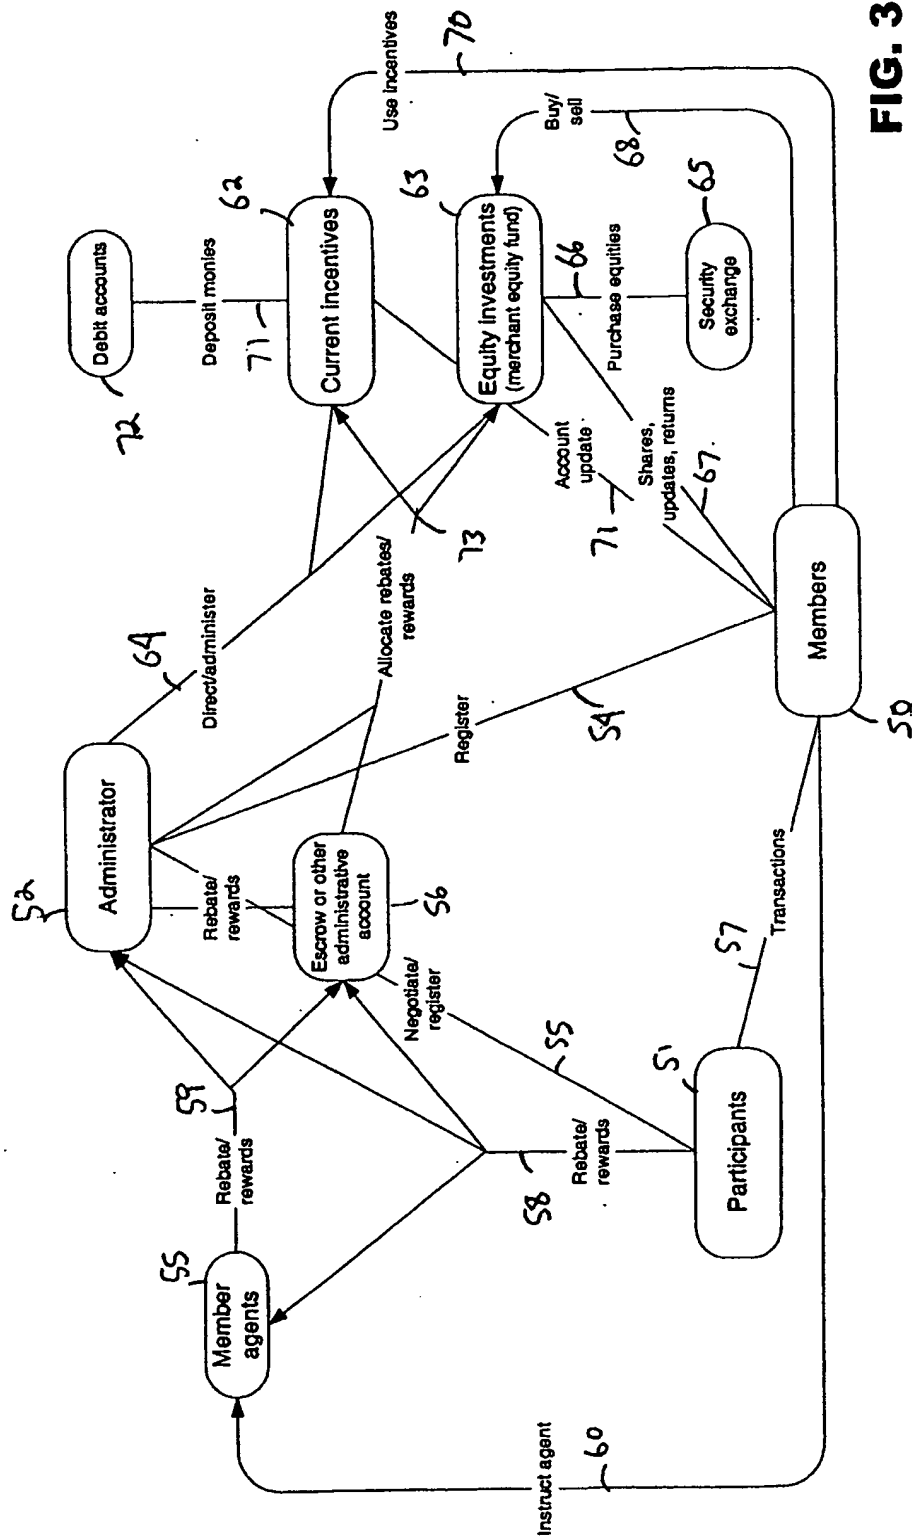 52
Administrator
Debit accounts
72
55
Member
agents
59
Rebate/
rewards
Rebate/
rewards
64
Direct/administer
Deposit monies
71
62
Current incentives
Escrow or other
administrative
account
56
Allocate rebates/
rewards
73
Use incentives
70
Negotiate/
register
Register
63
Equity investments
(merchant equity fund)
Instruct agent
60
58
Rebate/
rewards
55
54
Account
update
71
Buy/
sell
68
66
Purchase equities
Shares,
updates, returns
67
Participants
51
57
Transactions
Security
exchange
65
Members
50
FIG. 3